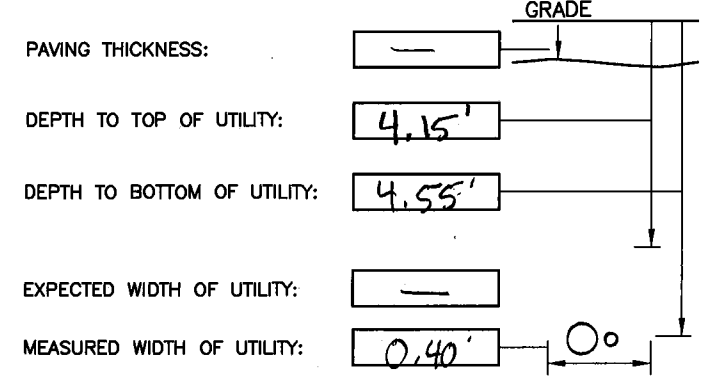 GRADE
PAVING THICKNESS: —
DEPTH TO TOP OF UTILITY: 4.15'
DEPTH TO BOTTOM OF UTILITY: 4.55'
EXPECTED WIDTH OF UTILITY: —
MEASURED WIDTH OF UTILITY: 0.40'